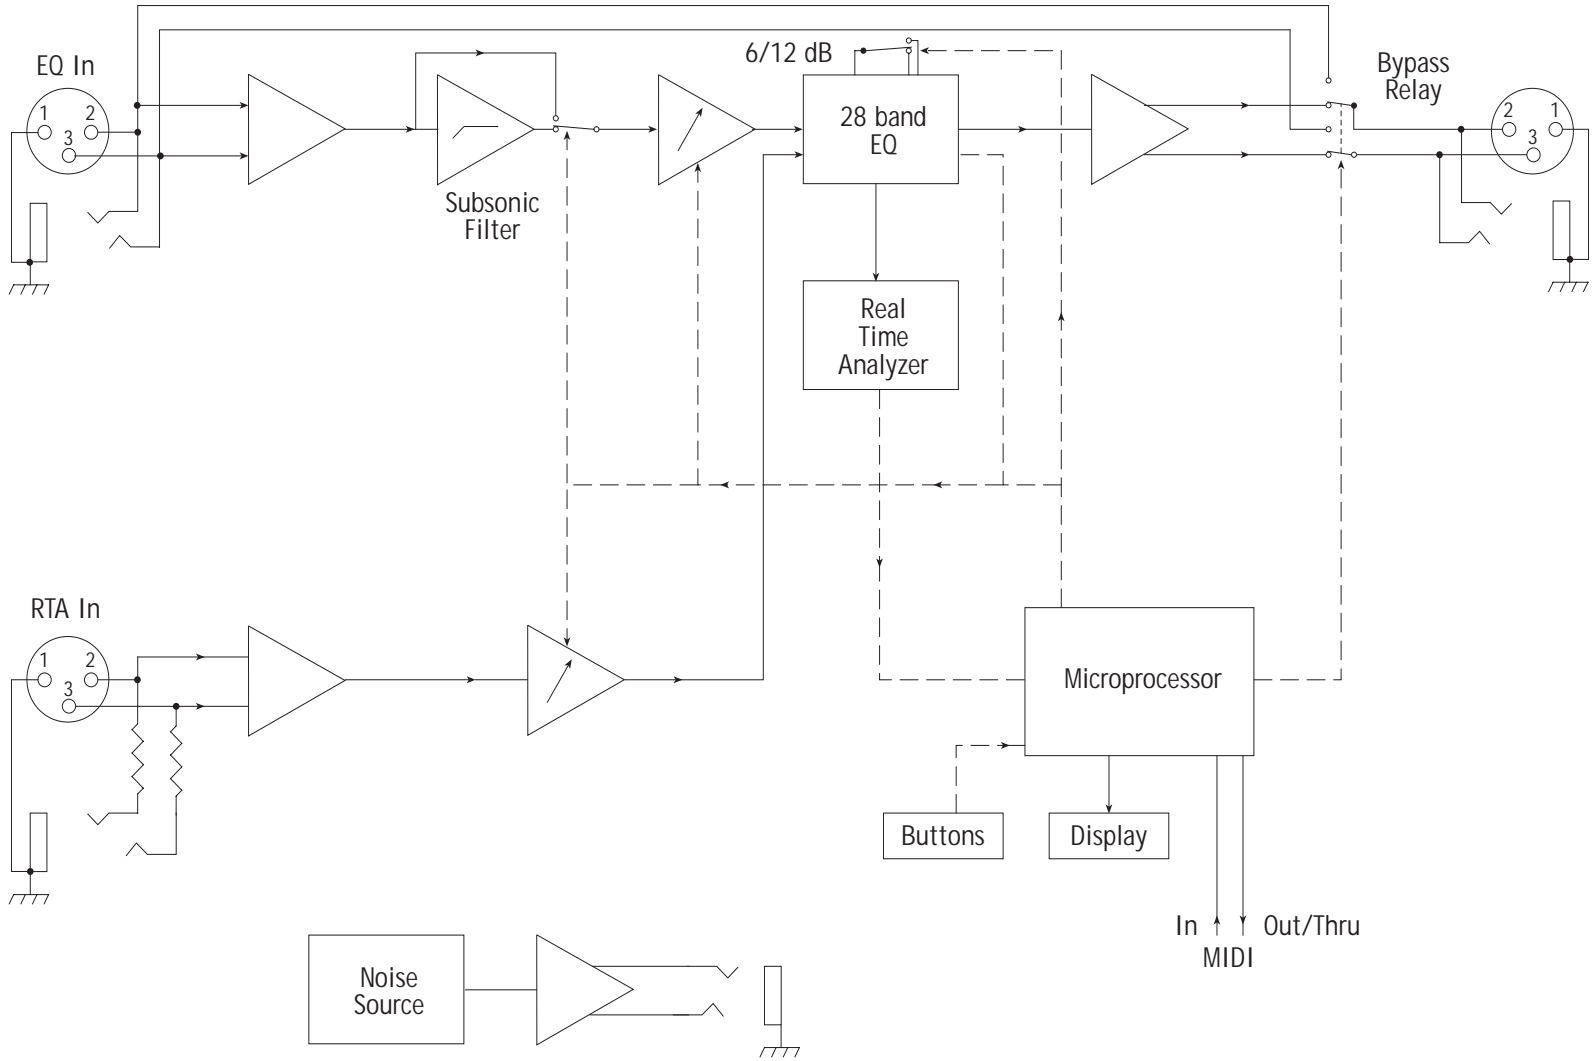 6/12 dB
EQ In
Bypass
Relay
1
2
3
28 band
EQ
2
1
3
Subsonic
Filter
Real
Time
Analyzer
RTA In
1
2
3
Microprocessor
Buttons
Display
In
Out/Thru
MIDI
Noise
Source